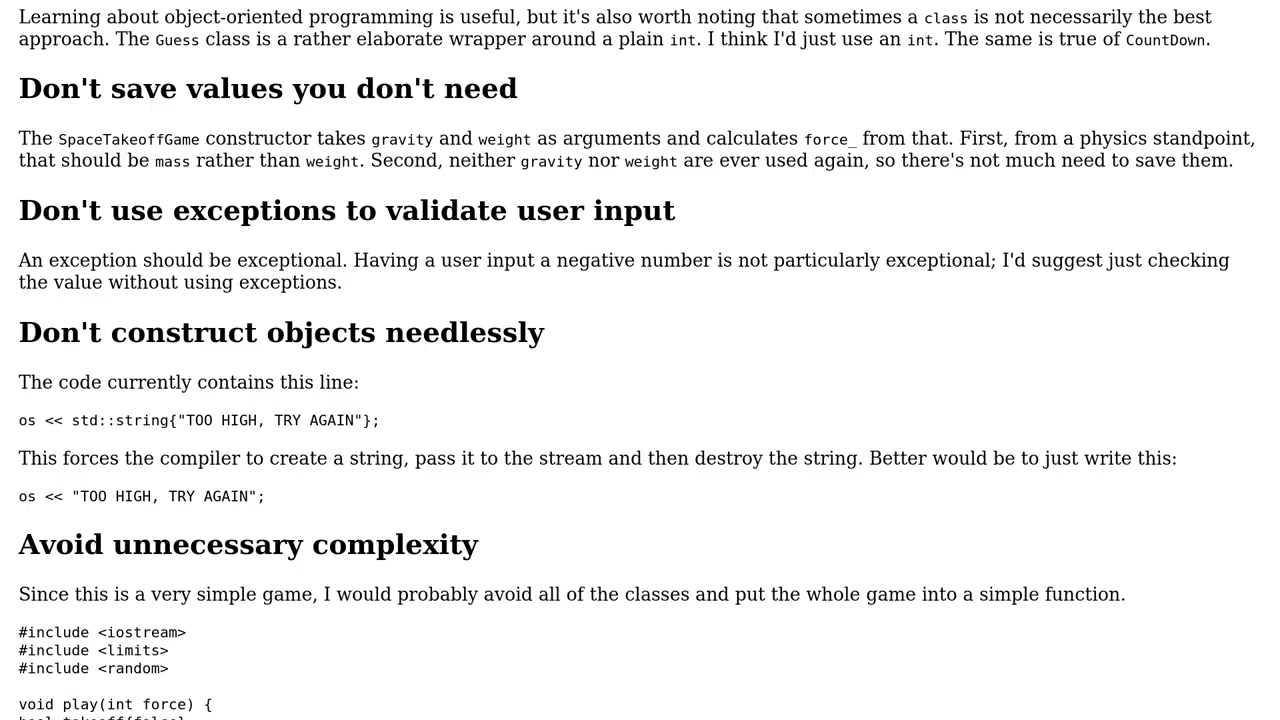 Learning about object-oriented programming is useful, but it's also worth noting that sometimes a class is not necessarily the best
approach. The Guess class is a rather elaborate wrapper around a plain int. I think I'd just use an int. The same is true of CountDown.
Don't save values you don't need
The SpaceTakeoffGame constructor takes gravity and weight as arguments and calculates force_ from that. First, from a physics standpoint,
that should be mass rather than weight. Second, neither gravity nor weight are ever used again, so there's not much need to save them.
Don't use exceptions to validate user input
An exception should be exceptional. Having a user input a negative number is not particularly exceptional; I'd suggest just checking
the value without using exceptions.
Don't construct objects needlessly
The code currently contains this line:
os << std::string{"TOO HIGH, TRY AGAIN"};
This forces the compiler to create a string, pass it to the stream and then destroy the string. Better would be to just write this:
os << "TOO HIGH, TRY AGAIN";
Avoid unnecessary complexity
Since this is a very simple game, I would probably avoid all of the classes and put the whole game into a simple function.
#include <iostream>
#include <limits>
#include <random>
void play(int force) {